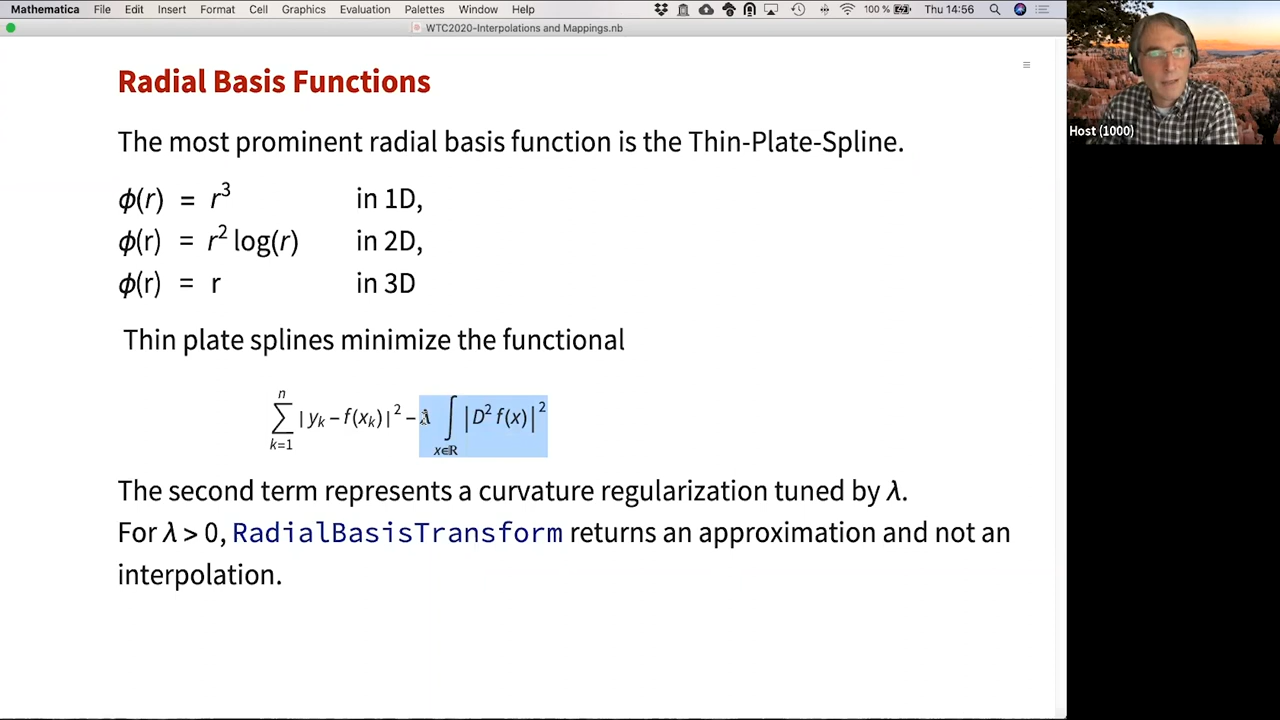 Mathematica File Edit Insert Format Cell Graphics Evaluation Palettes Window Help 100 % Thu 14:56
WTC2020-Interpolations and Mappings.nb
Radial Basis Functions
Host (1000)
The most prominent radial basis function is the Thin-Plate-Spline.
ϕ(r) = r³ in 1D,
ϕ(r) = r² log(r) in 2D,
ϕ(r) = r in 3D
Thin plate splines minimize the functional
∑ₖ₌₁ⁿ | yₖ – f(xₖ) |² – λ ∫ₓ∈ℝ | D² f(x) |²
The second term represents a curvature regularization tuned by λ.
For λ > 0, RadialBasisTransform returns an approximation and not an
interpolation.